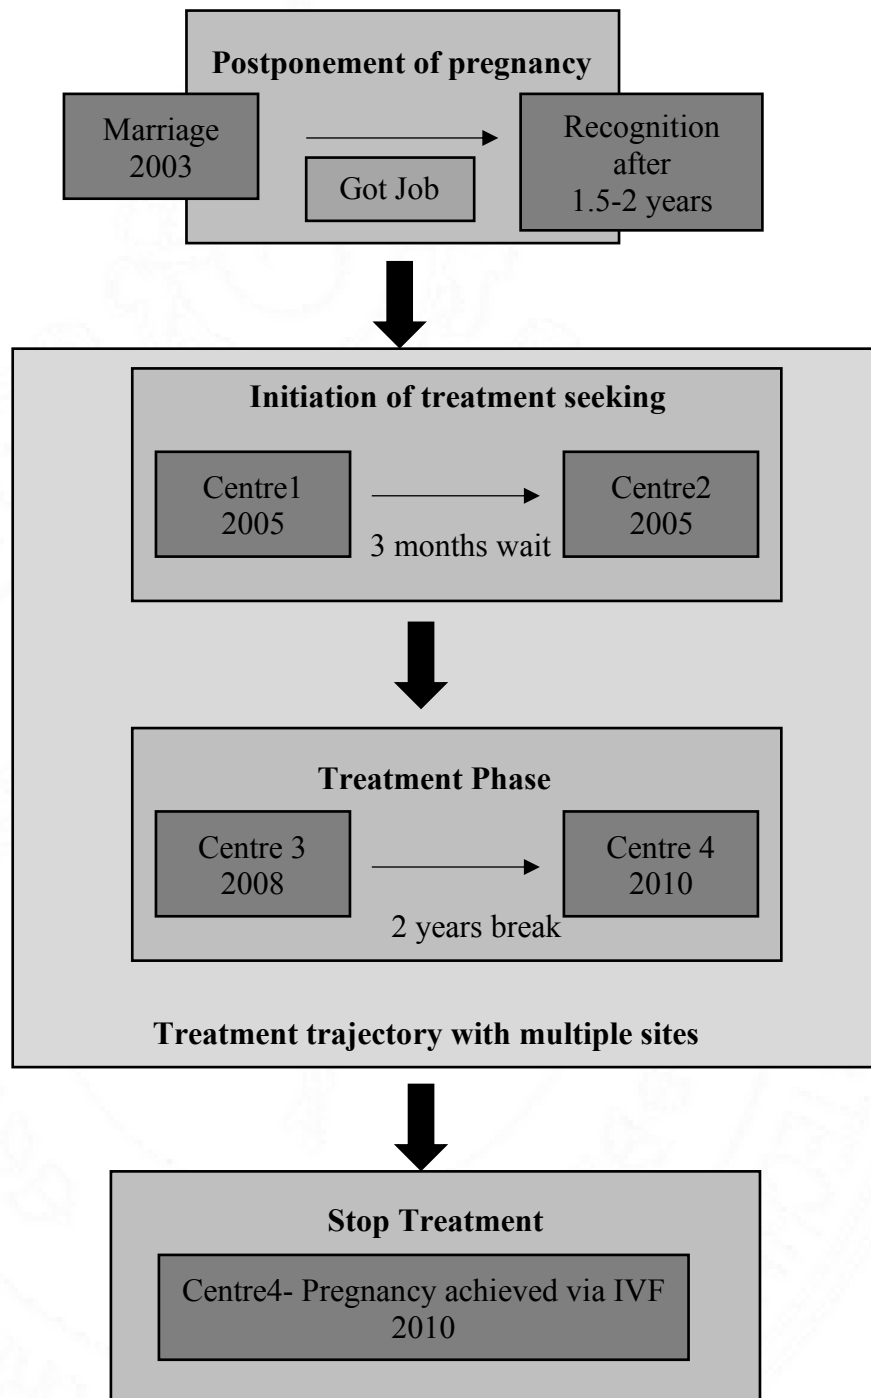 Postponement of pregnancy
Marriage
2003
Got Job
Recognition
after
1.5-2 years
Initiation of treatment seeking
Centre1
2005
3 months wait
Centre2
2005
Treatment Phase
Centre 3
2008
2 years break
Centre 4
2010
Treatment trajectory with multiple sites
Stop Treatment
Centre4- Pregnancy achieved via IVF
2010